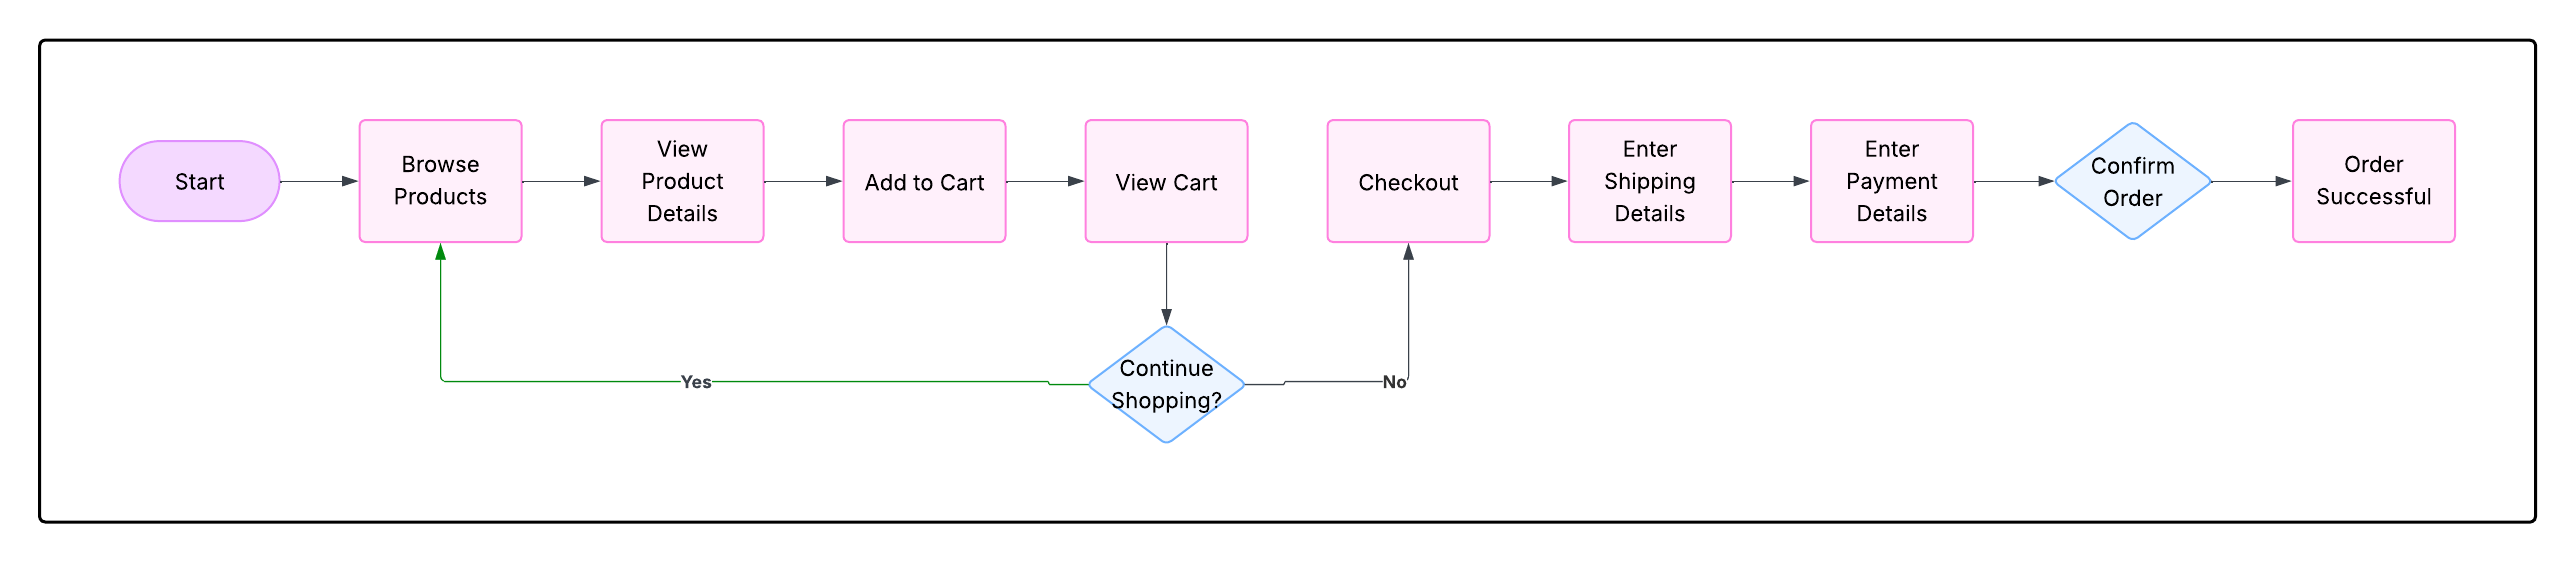 Start
Browse
Products
View
Product
Details
Add to Cart
View Cart
Checkout
Enter
Shipping
Details
Enter
Payment
Details
Confirm
Order
Order
Successful
Yes
Continue
Shopping?
No